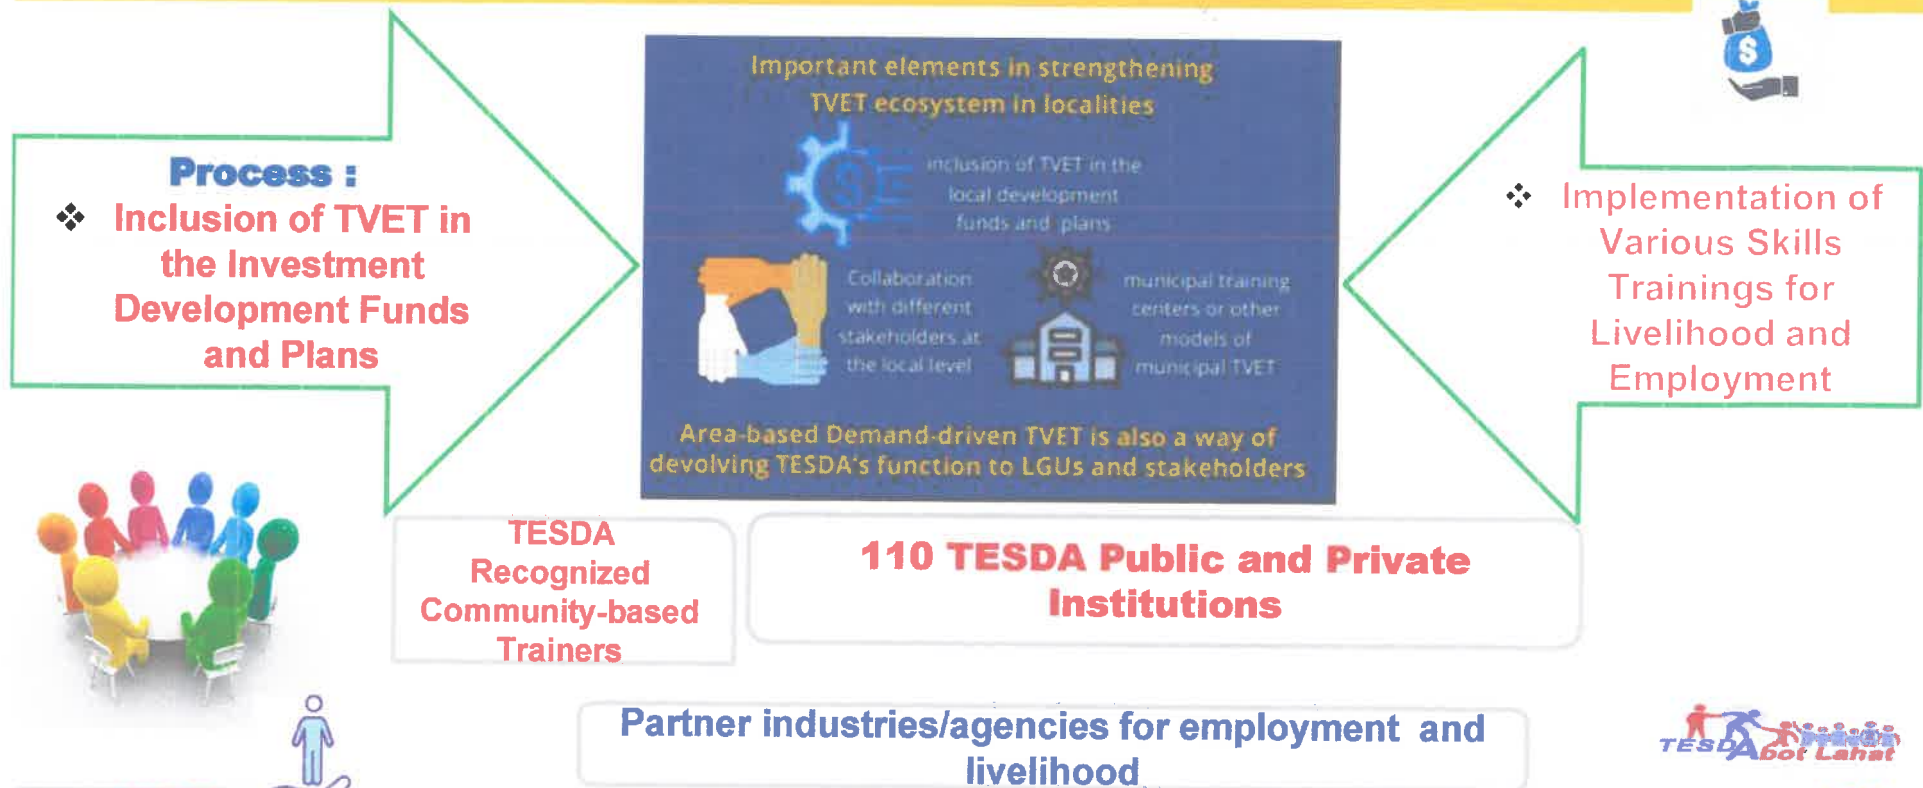 Process :
❖ Inclusion of TVET in
the Investment
Development Funds
and Plans
Important elements in strengthening
TVET ecosystem in localities
inclusion of TVET in the
local development
funds and plans
Collaboration
with different
stakeholders at
the local level
municipal training
centers or other
models of
municipal TVET
Area-based Demand-driven TVET is also a way of
devolving TESDA's function to LGUs and stakeholders
❖ Implementation of
Various Skills
Trainings for
Livelihood and
Employment
TESDA
Recognized
Community-based
Trainers
110 TESDA Public and Private
Institutions
Partner industries/agencies for employment and
livelihood
TESDA Abot Lahat